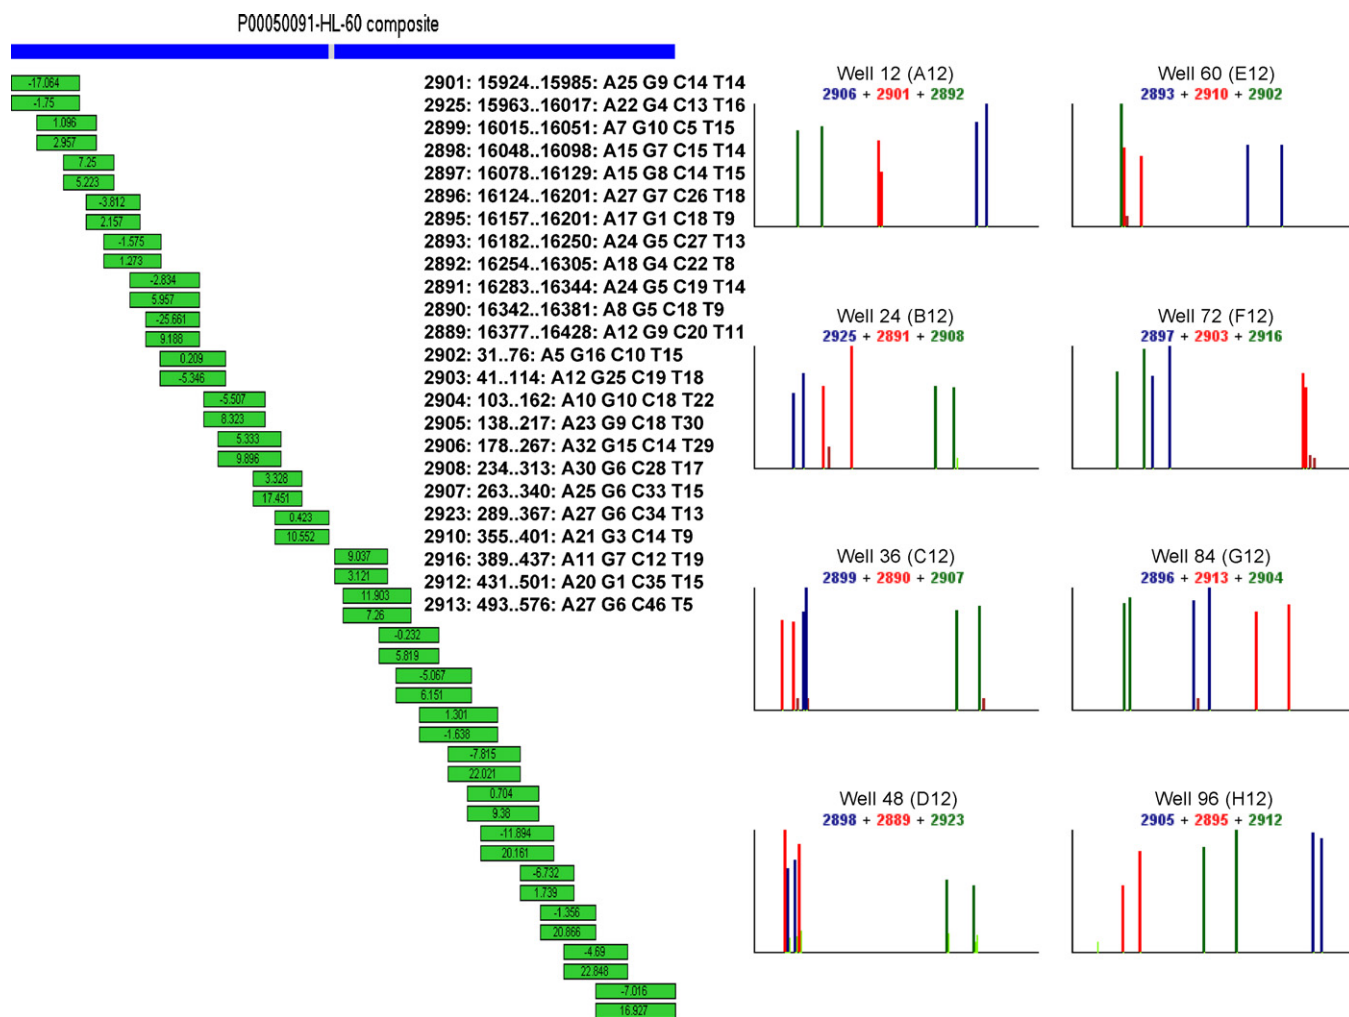 P00050091-HL-60 composite
-17.064
-1.75
1.096
2.957
7.25
5.223
-3.812
2.157
-1.575
1.273
-2.834
5.957
-25.661
9.188
0.209
-5.346
-5.507
8.323
5.333
9.896
3.328
17.451
0.423
10.552
9.037
3.121
11.903
7.26
-0.232
5.819
-5.067
6.151
1.301
-1.638
-7.815
22.021
0.704
9.38
-11.894
20.161
-6.732
1.739
-1.356
20.866
-4.69
22.848
-7.016
16.927
2901: 15924..15985: A25 G9 C14 T14
2925: 15963..16017: A22 G4 C13 T16
2899: 16015..16051: A7 G10 C5 T15
2898: 16048..16098: A15 G7 C15 T14
2897: 16078..16129: A15 G8 C14 T15
2896: 16124..16201: A27 G7 C26 T18
2895: 16157..16201: A17 G1 C18 T9
2893: 16182..16250: A24 G5 C27 T13
2892: 16254..16305: A18 G4 C22 T8
2891: 16283..16344: A24 G5 C19 T14
2890: 16342..16381: A8 G5 C18 T9
2889: 16377..16428: A12 G9 C20 T11
2902: 31..76: A5 G16 C10 T15
2903: 41..114: A12 G25 C19 T18
2904: 103..162: A10 G10 C18 T22
2905: 138..217: A23 G9 C18 T30
2906: 178..267: A32 G15 C14 T29
2908: 234..313: A30 G6 C28 T17
2907: 263..340: A25 G6 C33 T15
2923: 289..367: A27 G6 C34 T13
2910: 355..401: A21 G3 C14 T9
2916: 389..437: A11 G7 C12 T19
2912: 431..501: A20 G1 C35 T15
2913: 493..576: A27 G6 C46 T5
Well 12 (A12)
2906 + 2901 + 2892
Well 60 (E12)
2893 + 2910 + 2902
Well 24 (B12)
2925 + 2891 + 2908
Well 72 (F12)
2897 + 2903 + 2916
Well 36 (C12)
2899 + 2890 + 2907
Well 84 (G12)
2896 + 2913 + 2904
Well 48 (D12)
2898 + 2889 + 2923
Well 96 (H12)
2905 + 2895 + 2912